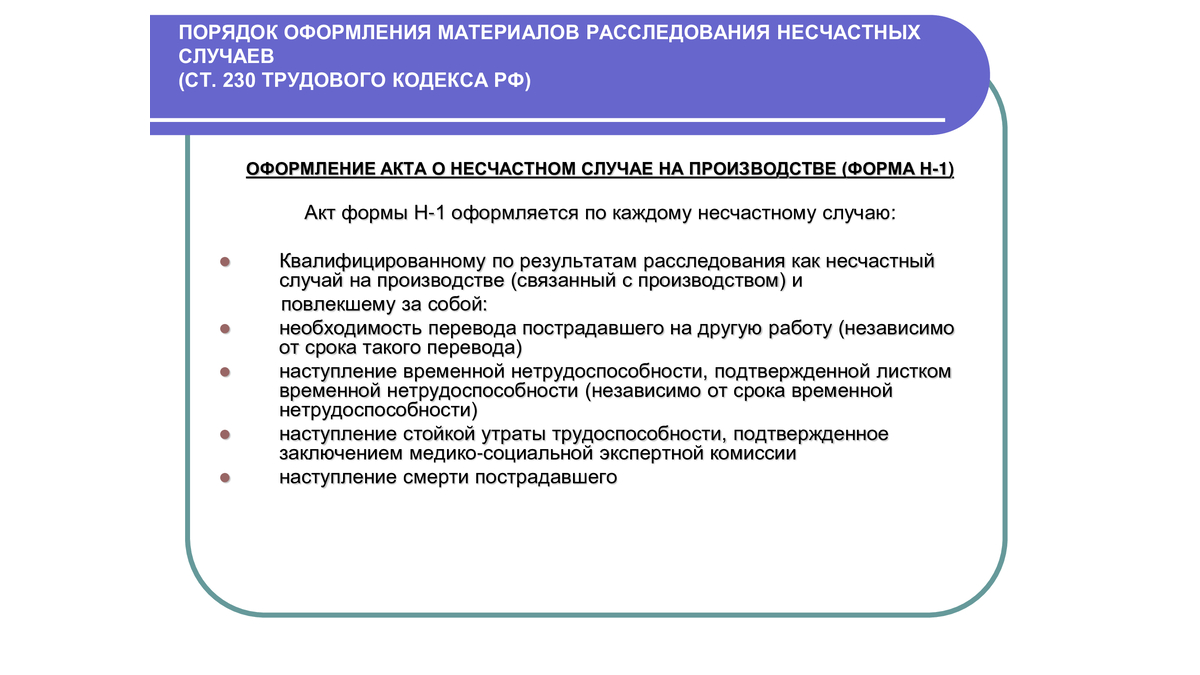 ПОРЯДОК ОФОРМЛЕНИЯ МАТЕРИАЛОВ РАССЛЕДОВАНИЯ НЕСЧАСТНЫХ
СЛУЧАЕВ
(СТ. 230 ТРУДОВОГО КОДЕКСА РФ)
ОФОРМЛЕНИЕ АКТА О НЕСЧАСТНОМ СЛУЧАЕ НА ПРОИЗВОДСТВЕ (ФОРМА Н-1)
Акт формы Н-1 оформляется по каждому несчастному случаю:
Квалифицированному по результатам расследования как несчастный
случай на производстве (связанный с производством) и
повлекшему за собой:
необходимость перевода пострадавшего на другую работу (независимо
от срока такого перевода)
наступление временной нетрудоспособности, подтвержденной листком
временной нетрудоспособности (независимо от срока временной
нетрудоспособности)
наступление стойкой утраты трудоспособности, подтвержденное
заключением медико-социальной экспертной комиссии
наступление смерти пострадавшего